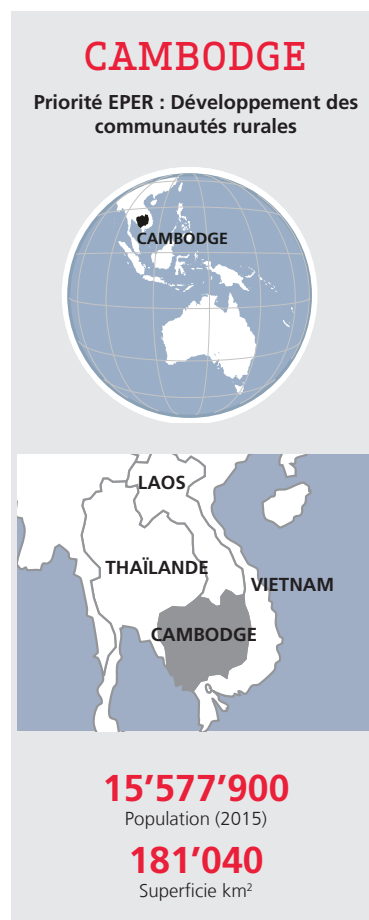 CAMBODGE
Priorité EPER : Développement des
communautés rurales
CAMBODGE
LAOS
THAÏLANDE
VIETNAM
CAMBODGE
15’577’900
Population (2015)
181’040
Superficie km²